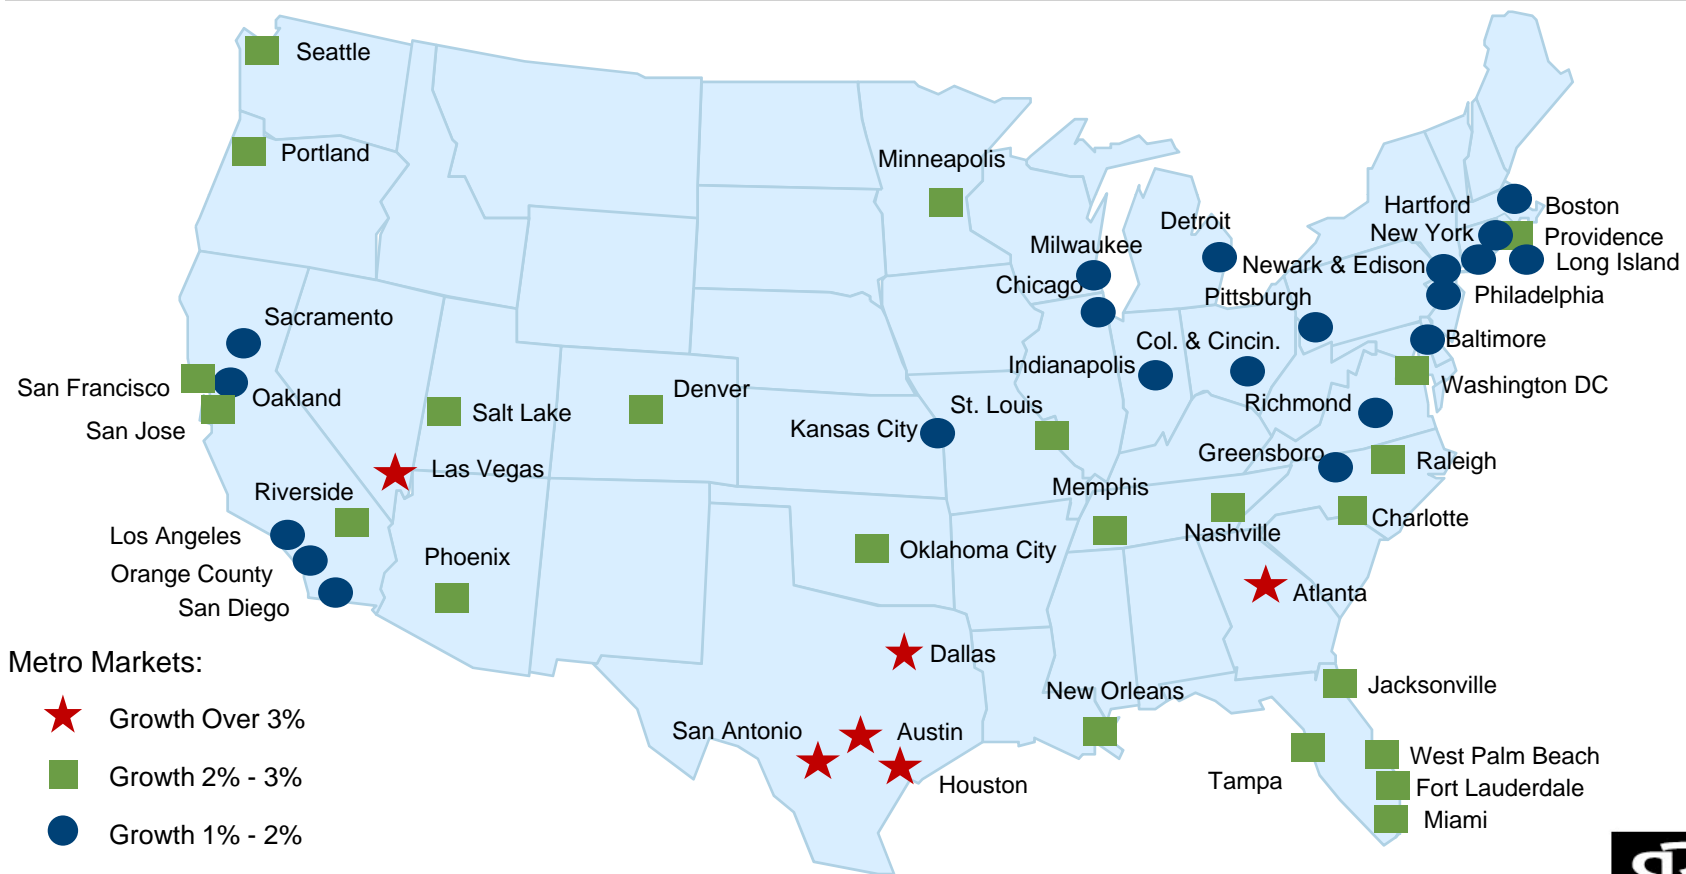 Seattle
Portland
Minneapolis
Hartford
Boston
Detroit
New York
Providence
Milwaukee
Newark & Edison
Long Island
Chicago
Pittsburgh
Philadelphia
Sacramento
Col. & Cincin.
Baltimore
Indianapolis
San Francisco
Oakland
Denver
Washington DC
Salt Lake
St. Louis
Richmond
San Jose
Kansas City
Las Vegas
Greensboro
Raleigh
Riverside
Memphis
Charlotte
Los Angeles
Nashville
Phoenix
Oklahoma City
Orange County
San Diego
Atlanta
Dallas
Metro Markets:
New Orleans
Jacksonville
Growth Over 3%
San Antonio
Austin
West Palm Beach
Growth 2% - 3%
Houston
Tampa
Fort Lauderdale
Miami
Growth 1% - 2%